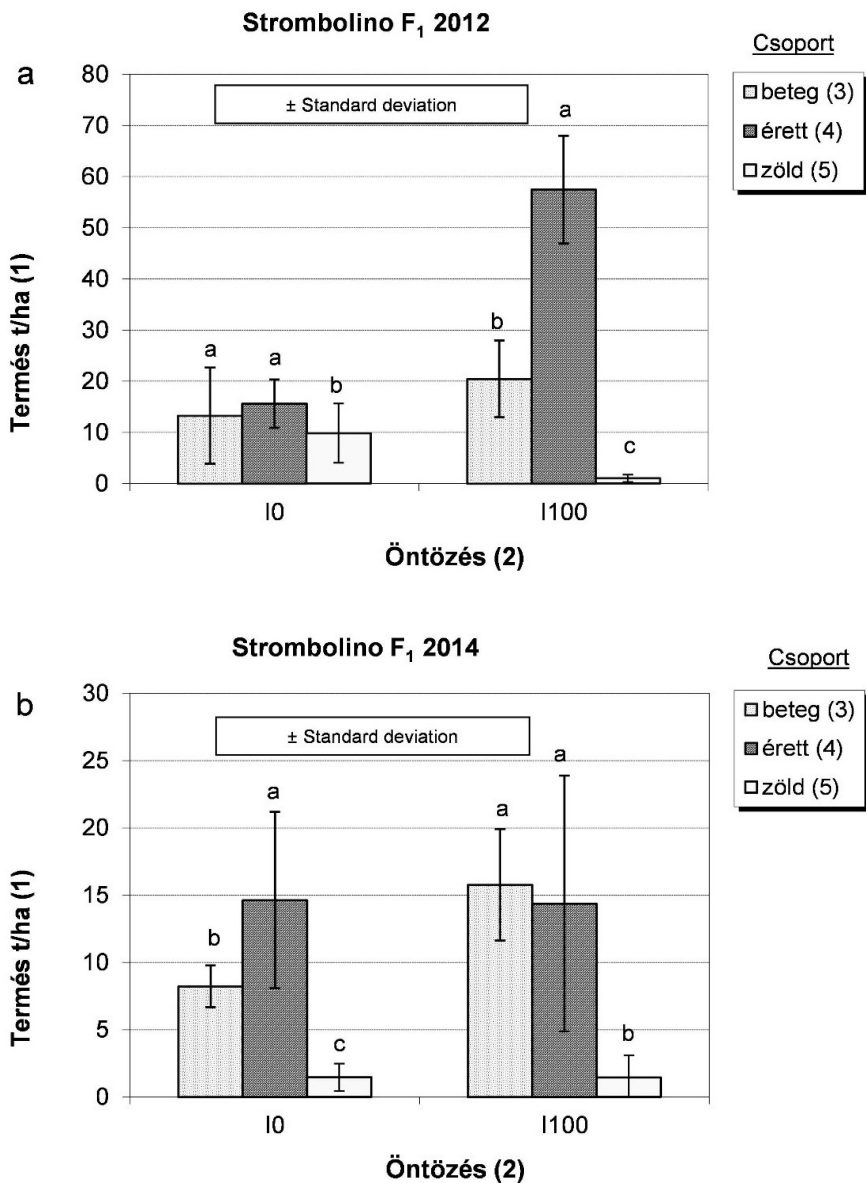 Strombolino F₁ 2012
a
Csoport
beteg (3)
érett (4)
zöld (5)
± Standard deviation
80
70
60
50
40
30
20
10
0
Termés t/ha (1)
a
a
b
b
a
c
I0
I100
Öntözés (2)
Strombolino F₁ 2014
b
Csoport
beteg (3)
érett (4)
zöld (5)
± Standard deviation
30
25
20
15
10
5
0
Termés t/ha (1)
b
a
c
a
a
b
I0
I100
Öntözés (2)